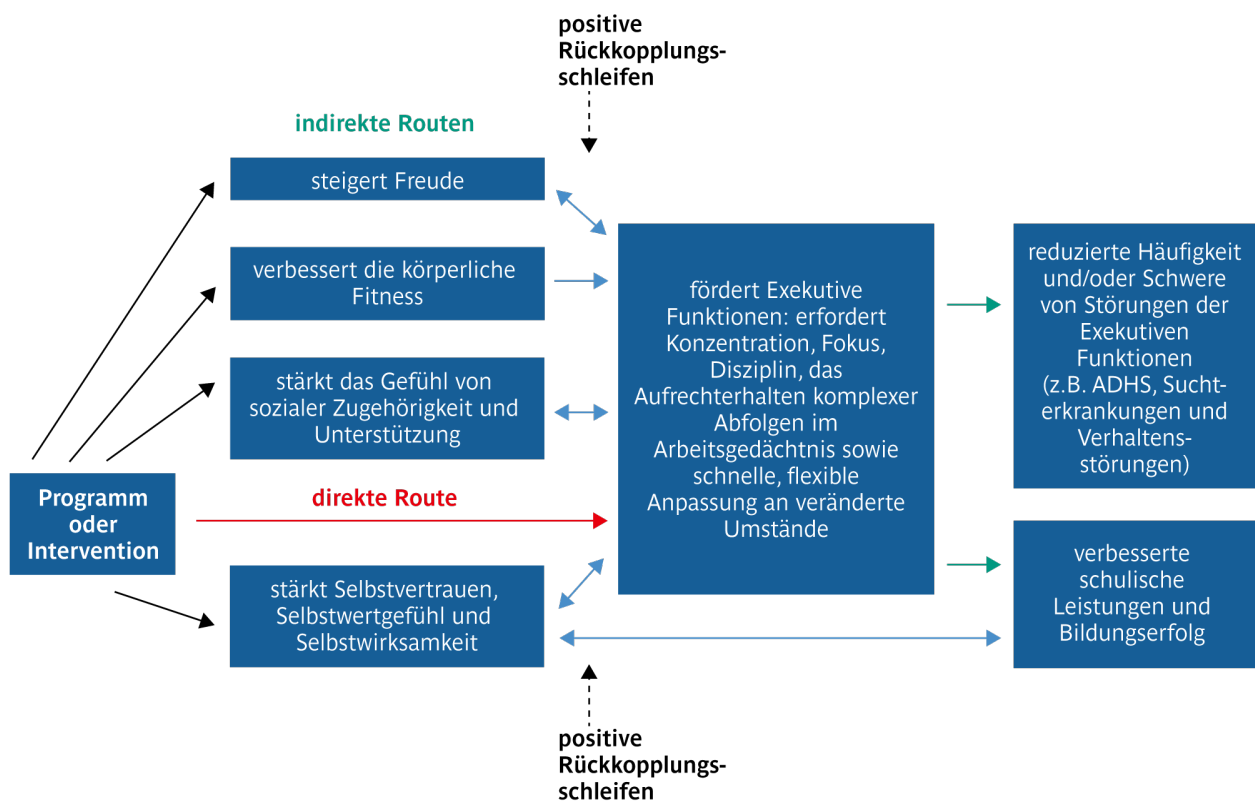 positive
Rückkopplungs-
schleifen
indirekte Routen
steigert Freude
verbessert die körperliche
Fitness
stärkt das Gefühl von
sozialer Zugehörigkeit und
Unterstützung
direkte Route
Programm
oder
Intervention
stärkt Selbstvertrauen,
Selbstwertgefühl und
Selbstwirksamkeit
fördert Exekutive
Funktionen: erfordert
Konzentration, Fokus,
Disziplin, das
Aufrechterhalten komplexer
Abfolgen im
Arbeitsgedächtnis sowie
schnelle, flexible
Anpassung an veränderte
Umstände
reduzierte Häufigkeit
und/oder Schwere
von Störungen der
Exekutiven
Funktionen
(z.B. ADHS, Sucht-
erkrankungen und
Verhaltens-
störungen)
verbesserte
schulische
Leistungen und
Bildungserfolg
positive
Rückkopplungs-
schleifen